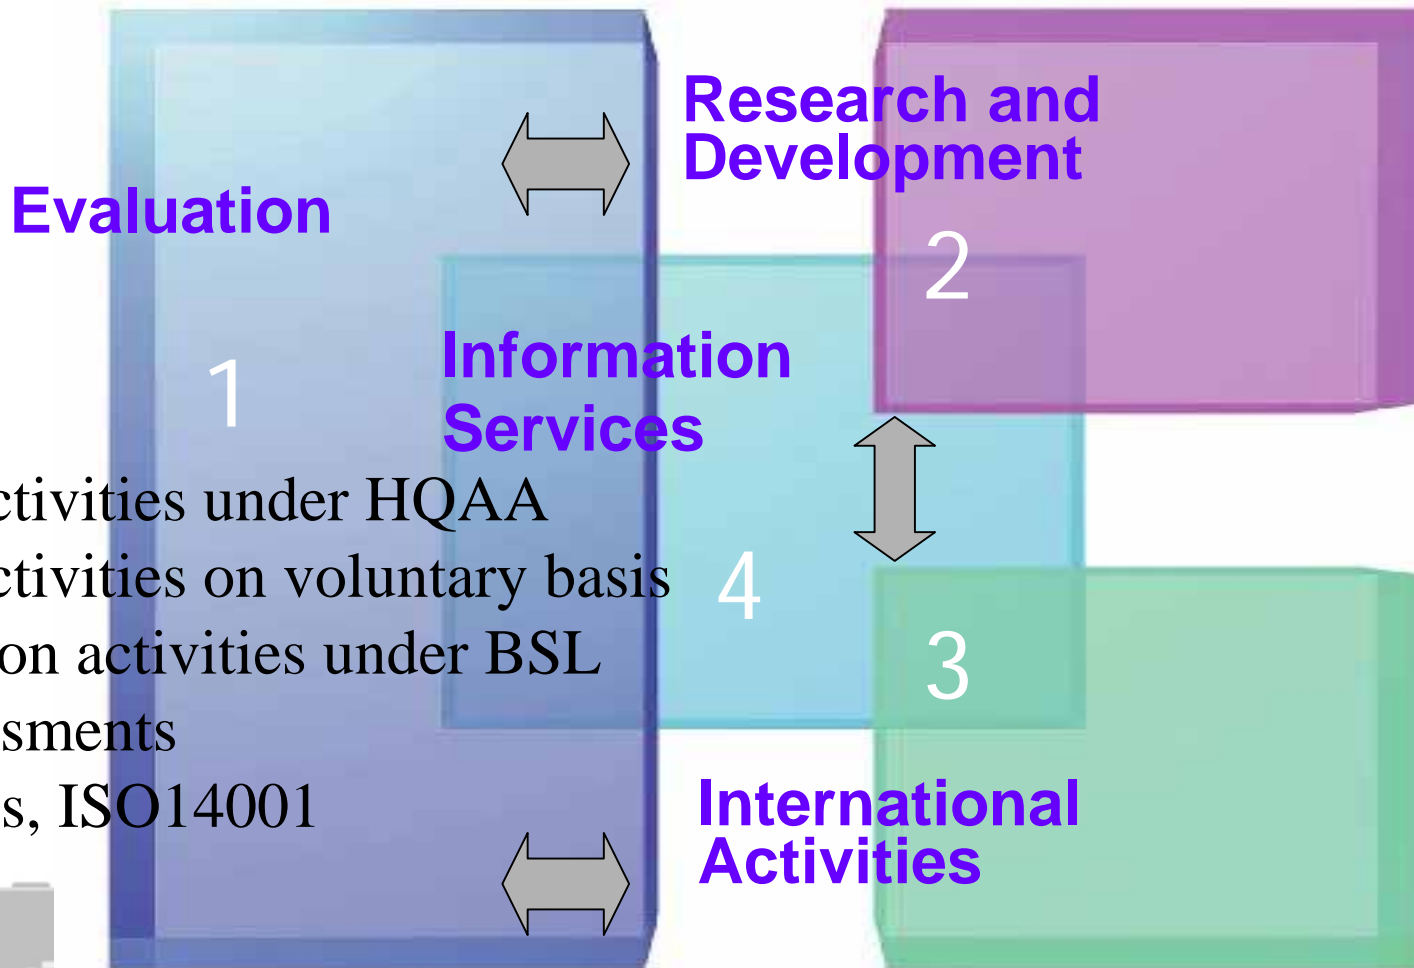 Research and
Development
Evaluation
2
Information
Services
1
ctivities under HQAA
ctivities on voluntary basis
4
on activities under BSL
3
sments
s, ISO14001
International
Activities